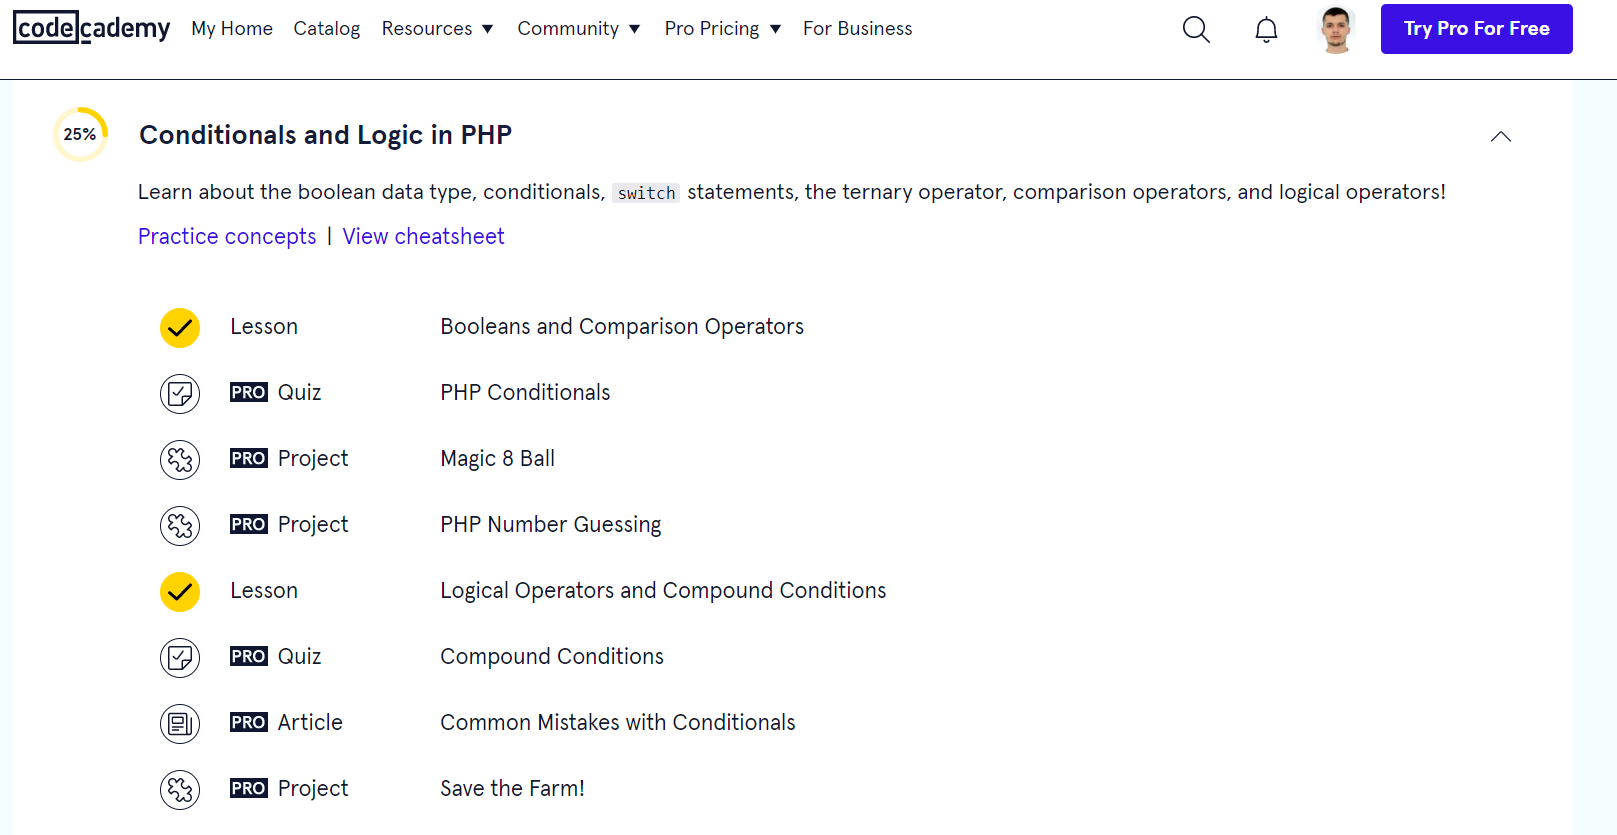 codecademy My Home Catalog Resources Community Pro Pricing For Business Try Pro For Free
25% Conditionals and Logic in PHP
Learn about the boolean data type, conditionals, switch statements, the ternary operator, comparison operators, and logical operators!
Practice concepts | View cheatsheet
Lesson Booleans and Comparison Operators
PRO Quiz PHP Conditionals
PRO Project Magic 8 Ball
PRO Project PHP Number Guessing
Lesson Logical Operators and Compound Conditions
PRO Quiz Compound Conditions
PRO Article Common Mistakes with Conditionals
PRO Project Save the Farm!